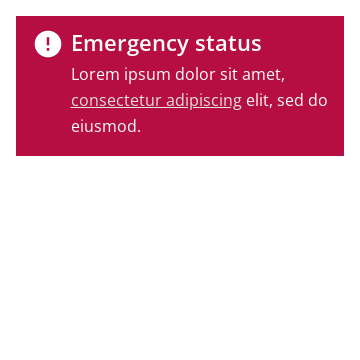 Emergency status
Lorem ipsum dolor sit amet,
consectetur adipiscing elit, sed do
eiusmod.